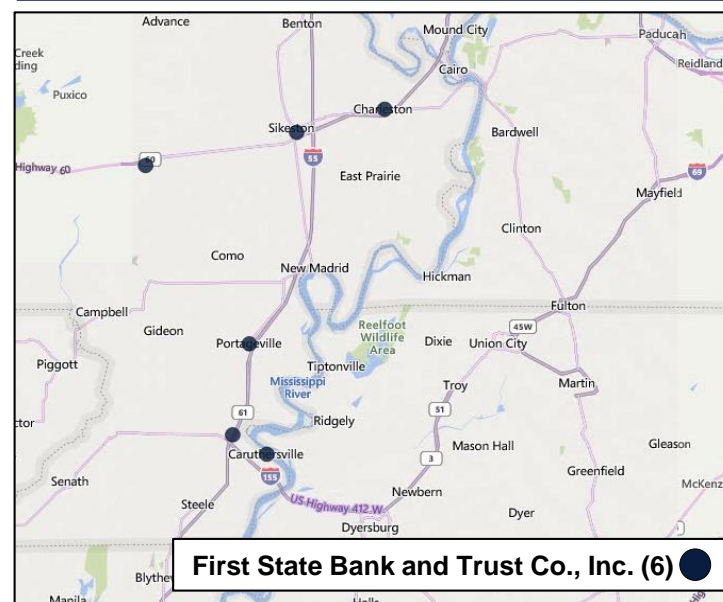 Advance
Benton
Mound City
Paducah
Creek
ding
Cairo
Reidland
Puxico
Charleston
Sikeston
Bardwell
60
Highway 60
55
East Prairie
69
Mayfield
Clinton
Como
New Madrid
Hickman
Campbell
Fulton
Gideon
Reelfoot
Wildlife
Area
45W
Portageville
Dixie
Union City
Piggott
Tiptonville
Mississippi
River
Troy
Martin
61
51
ctor
Ridgely
Mason Hall
Gleason
Caruthersville
3
155
Greenfield
Senath
McKenz
Newbern
Steele
US Highway 412 W
Dyer
Dyersburg
First State Bank and Trust Co., Inc. (6)
Blythe
Manila